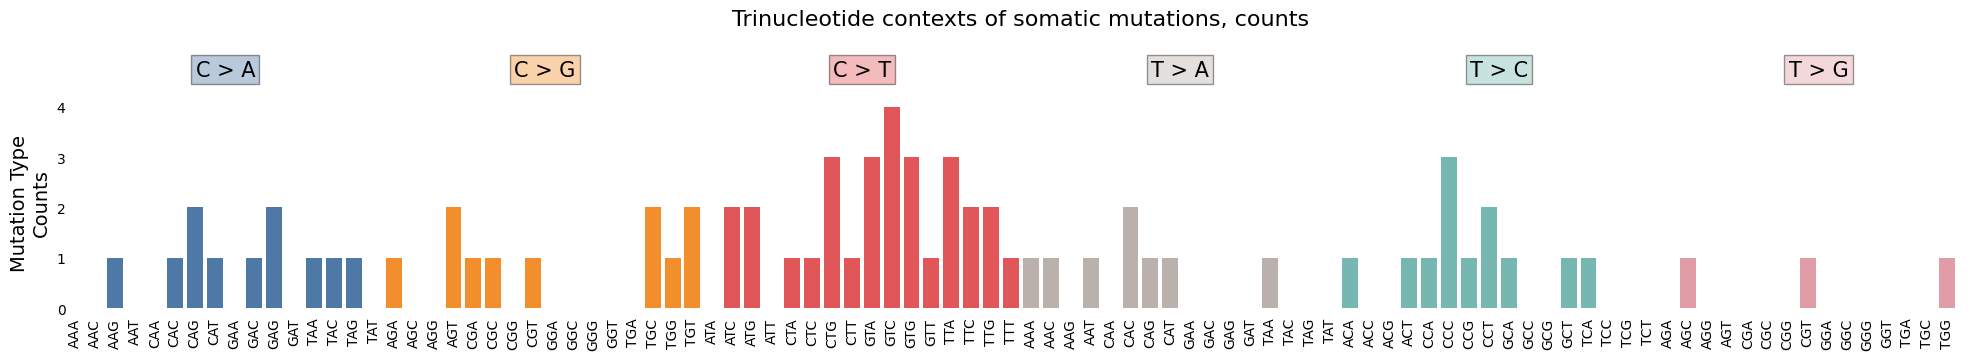 Trinucleotide contexts of somatic mutations, counts
C > A C > G C > T T > A T > C T > G
Mutation Type
Counts
4
3
2
1
0
AAA AAC AAG AAT CAA CAC CAG CAT GAA GAC GAG GAT TAA TAC TAG TAT AGA AGC AGG AGT CGA CGC CGG CGT GGA GGC GGG GGT TGA TGC TGG TGT ATA ATC ATG ATT CTA CTC CTG CTT GTA GTC GTG GTT TTA TTC TTG TTT AAA AAC AAG AAT CAA CAC CAG CAT GAA GAC GAG GAT TAA TAC TAG TAT ACA ACC ACG ACT CCA CCC CCG CCT GCA GCC GCG GCT TCA TCC TCG TCT AGA AGC AGG AGT CGA CGC CGG CGT GGA GGC GGG GGT TGA TGC TGG